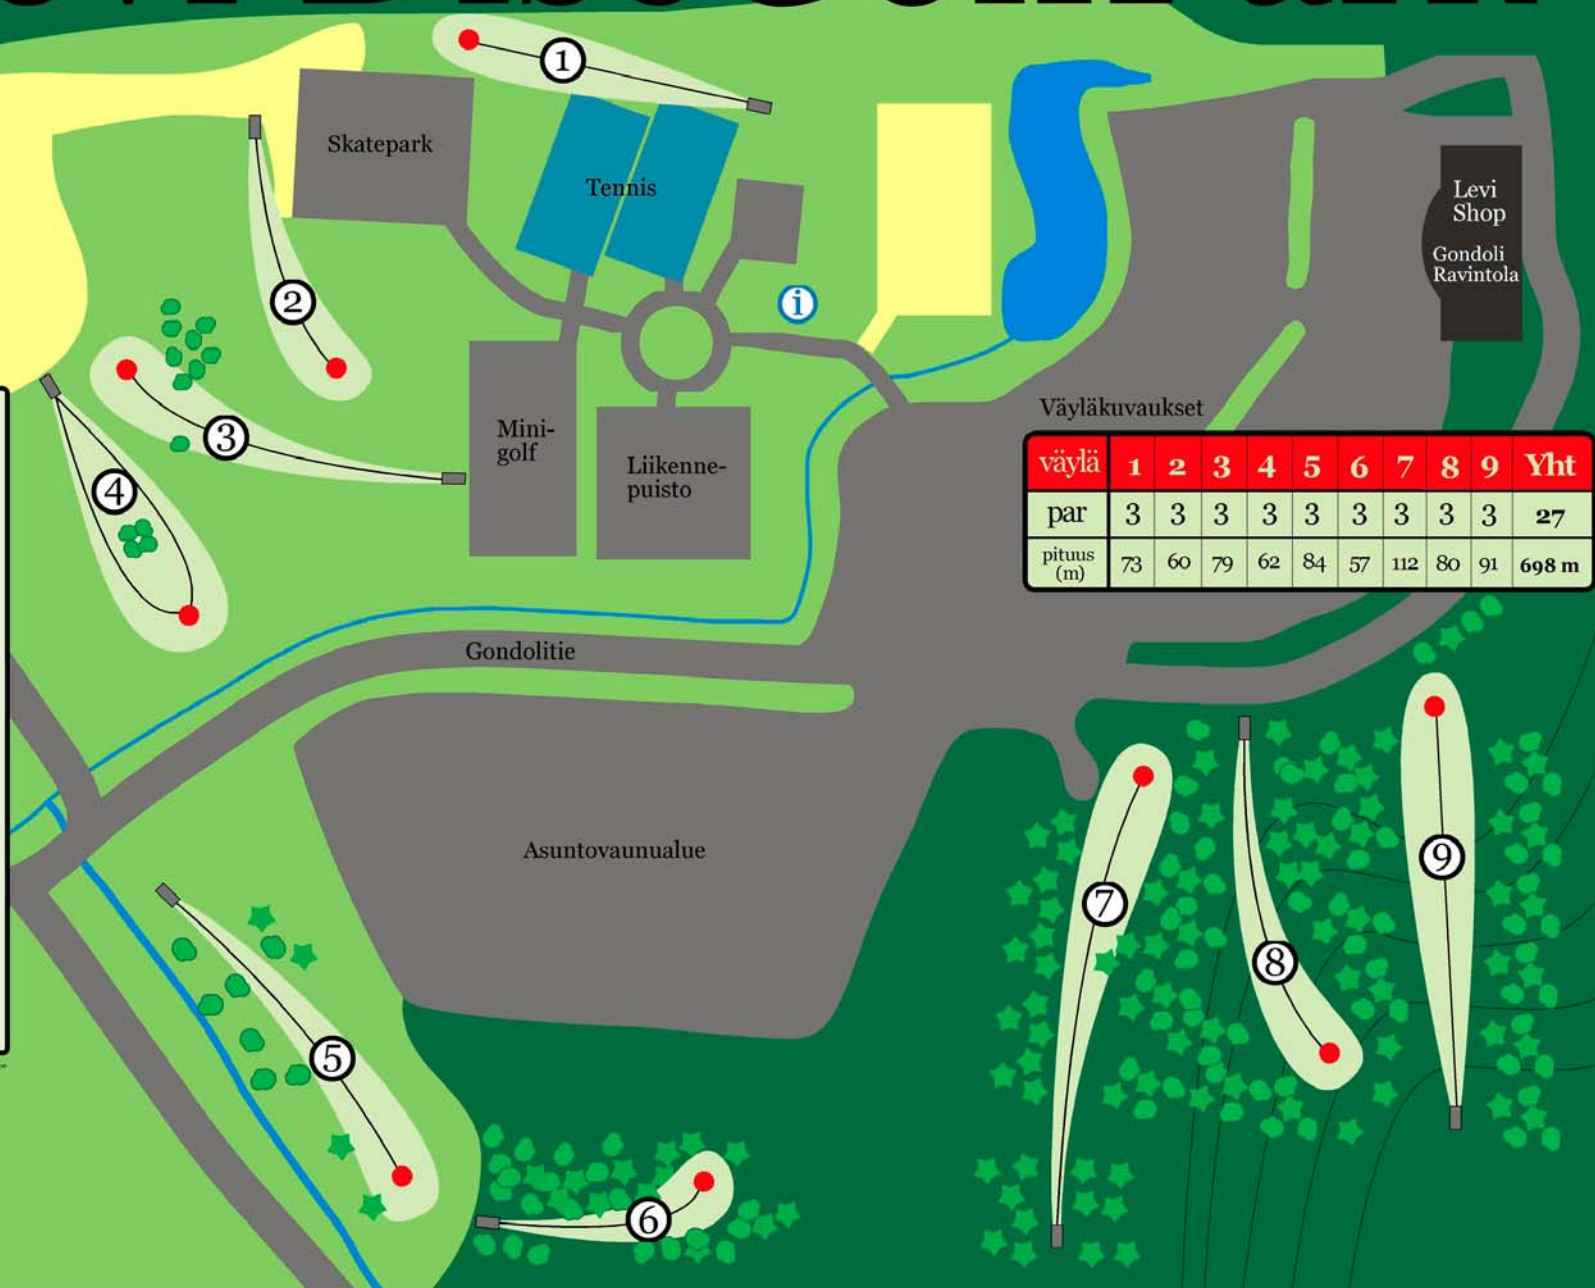 1
Skatepark
Tennis
Levi
Shop
Gondoli
Ravintola
2
i
Väyläkuvaukset
Mini-
golf
3
Liikenne-
puisto
väylä 1 2 3 4 5 6 7 8 9 Yht
par 3 3 3 3 3 3 3 3 3 27
pituus
(m) 73 60 79 62 84 57 112 80 91 698 m
4
Gondolitie
Asuntovaunualue
9
7
8
5
6